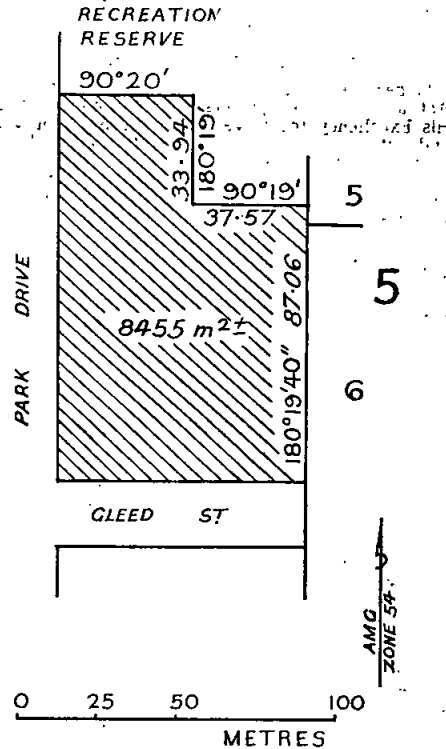 RECREATION
RESERVE
90°20'
33·94
180°19'
90°19'
37·57
5
5
PARK DRIVE
8455 m²±
180°19'40" 87·06
6
GLEED ST
AMG
ZONE 54
0 25 50 100
METRES